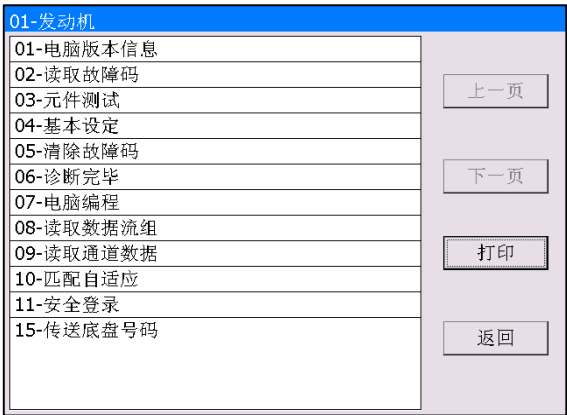 01-发动机
01-电脑版本信息
02-读取故障码
03-元件测试
04-基本设定
05-清除故障码
06-诊断完毕
07-电脑编程
08-读取数据流组
09-读取通道数据
10-匹配自适应
11-安全登录
15-传送底盘号码
上一页
下一页
打印
返回